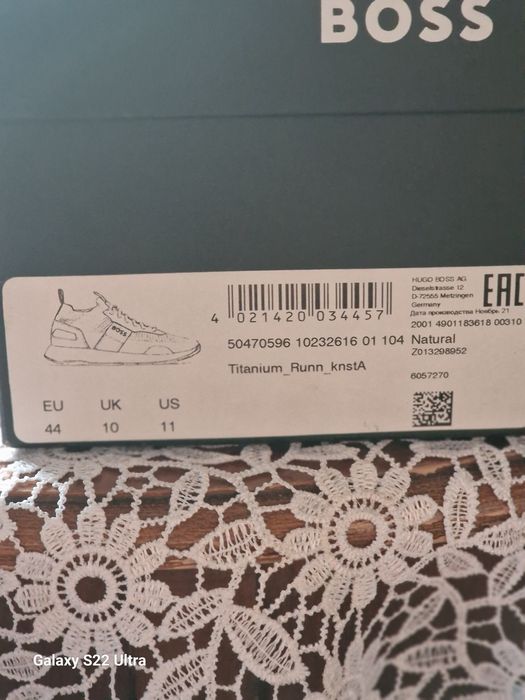 BOSS
BOSS
4 021420 034457
50470596 10232616 01 104
Titanium_Runn_knstA
EU UK US
44 10 11
HUGO BOSS AG
Dieselstrasse 12
D-72555 Metzingen
Germany
Дата производства Ноябрь 21
EAC
2001 4901183618 00310
Natural
Z013298952
6057270
Galaxy S22 Ultra